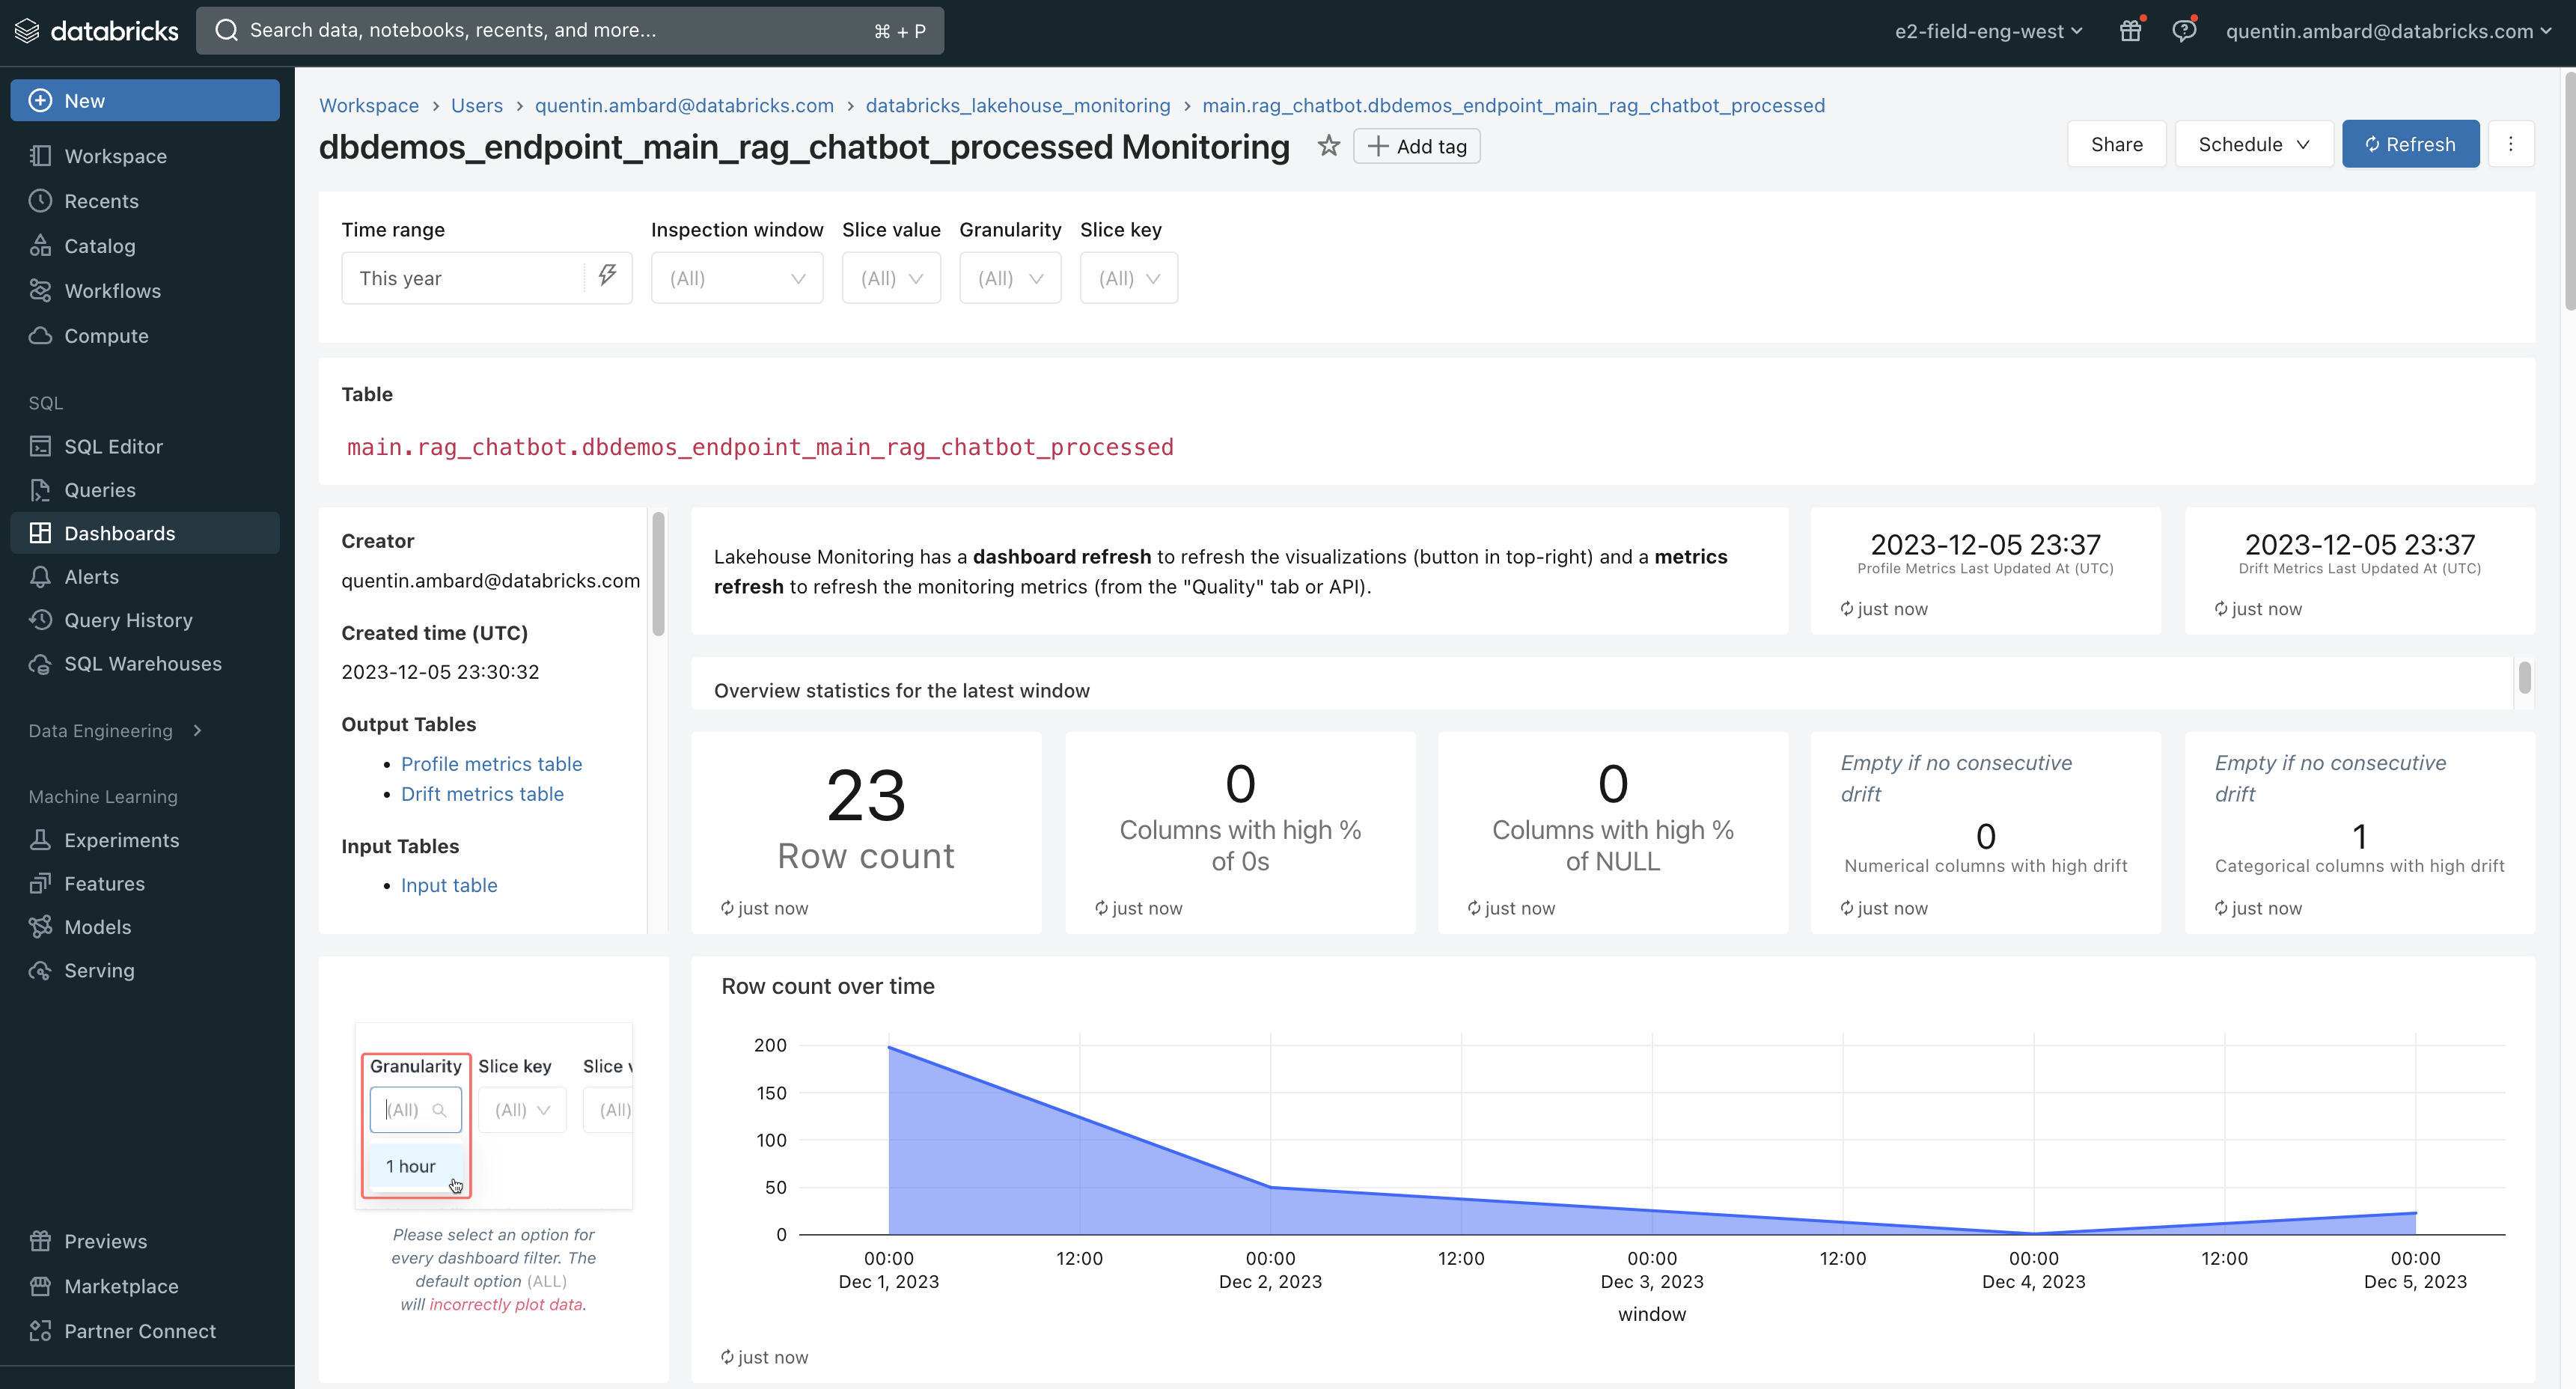 databricks
Search data, notebooks, recents, and more...
⌘ + P
e2-field-eng-west
quentin.ambard@databricks.com
New
Workspace
Recents
Catalog
Workflows
Compute
SQL
SQL Editor
Queries
Dashboards
Alerts
Query History
SQL Warehouses
Data Engineering
Machine Learning
Experiments
Features
Models
Serving
Previews
Marketplace
Partner Connect
Workspace > Users > quentin.ambard@databricks.com > databricks_lakehouse_monitoring > main.rag_chatbot.dbdemos_endpoint_main_rag_chatbot_processed
dbdemos_endpoint_main_rag_chatbot_processed Monitoring
Add tag
Share
Schedule
Refresh
Time range
Inspection window
Slice value
Granularity
Slice key
This year
(All)
(All)
(All)
(All)
Table
main.rag_chatbot.dbdemos_endpoint_main_rag_chatbot_processed
Creator
quentin.ambard@databricks.com
Created time (UTC)
2023-12-05 23:30:32
Output Tables
• Profile metrics table
• Drift metrics table
Input Tables
• Input table
Lakehouse Monitoring has a dashboard refresh to refresh the visualizations (button in top-right) and a metrics
refresh to refresh the monitoring metrics (from the "Quality" tab or API).
2023-12-05 23:37
Profile Metrics Last Updated At (UTC)
just now
2023-12-05 23:37
Drift Metrics Last Updated At (UTC)
just now
Overview statistics for the latest window
23
Row count
just now
0
Columns with high %
of 0s
just now
0
Columns with high %
of NULL
just now
Empty if no consecutive
drift
0
Numerical columns with high drift
just now
Empty if no consecutive
drift
1
Categorical columns with high drift
just now
Granularity
Slice key
Slice v
(All)
(All)
(All)
1 hour
Please select an option for
every dashboard filter. The
default option (ALL)
will incorrectly plot data.
Row count over time
200
150
100
50
0
00:00
Dec 1, 2023
12:00
00:00
Dec 2, 2023
12:00
00:00
Dec 3, 2023
12:00
00:00
Dec 4, 2023
12:00
00:00
Dec 5, 2023
window
just now